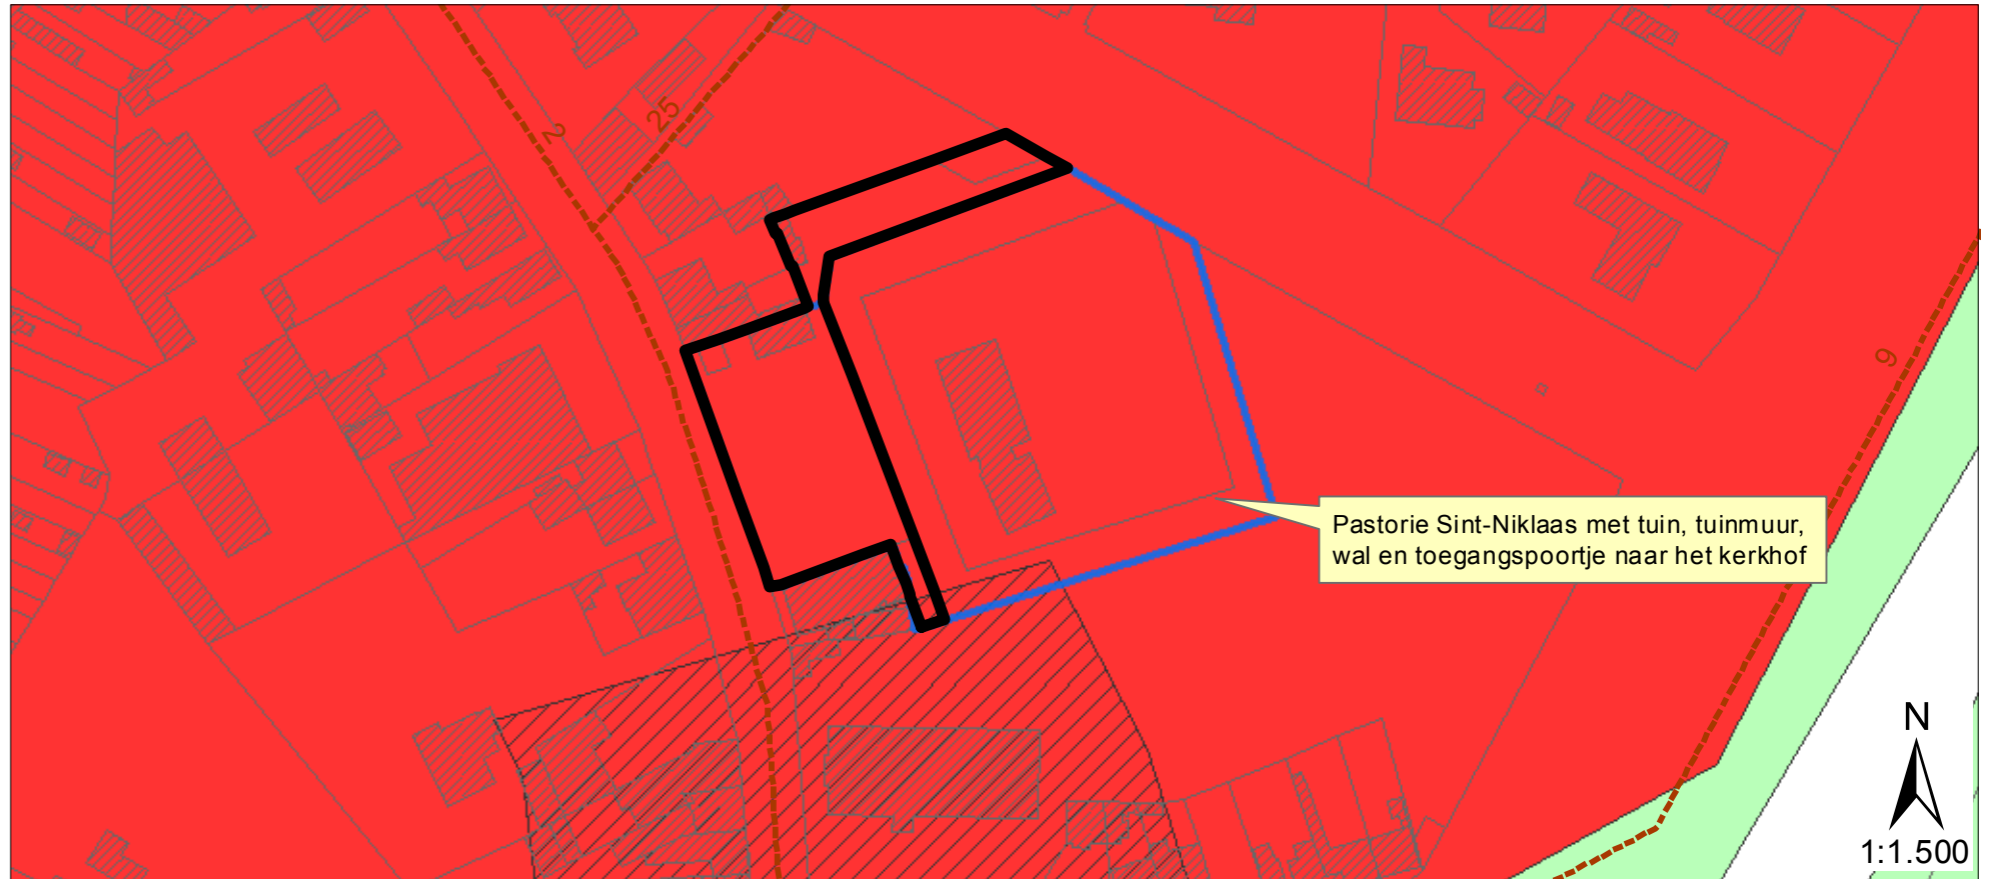 2
25
9
Pastorie Sint-Niklaas met tuin, tuinmuur,
wal en toegangspoortje naar het kerkhof
N
1:1.500